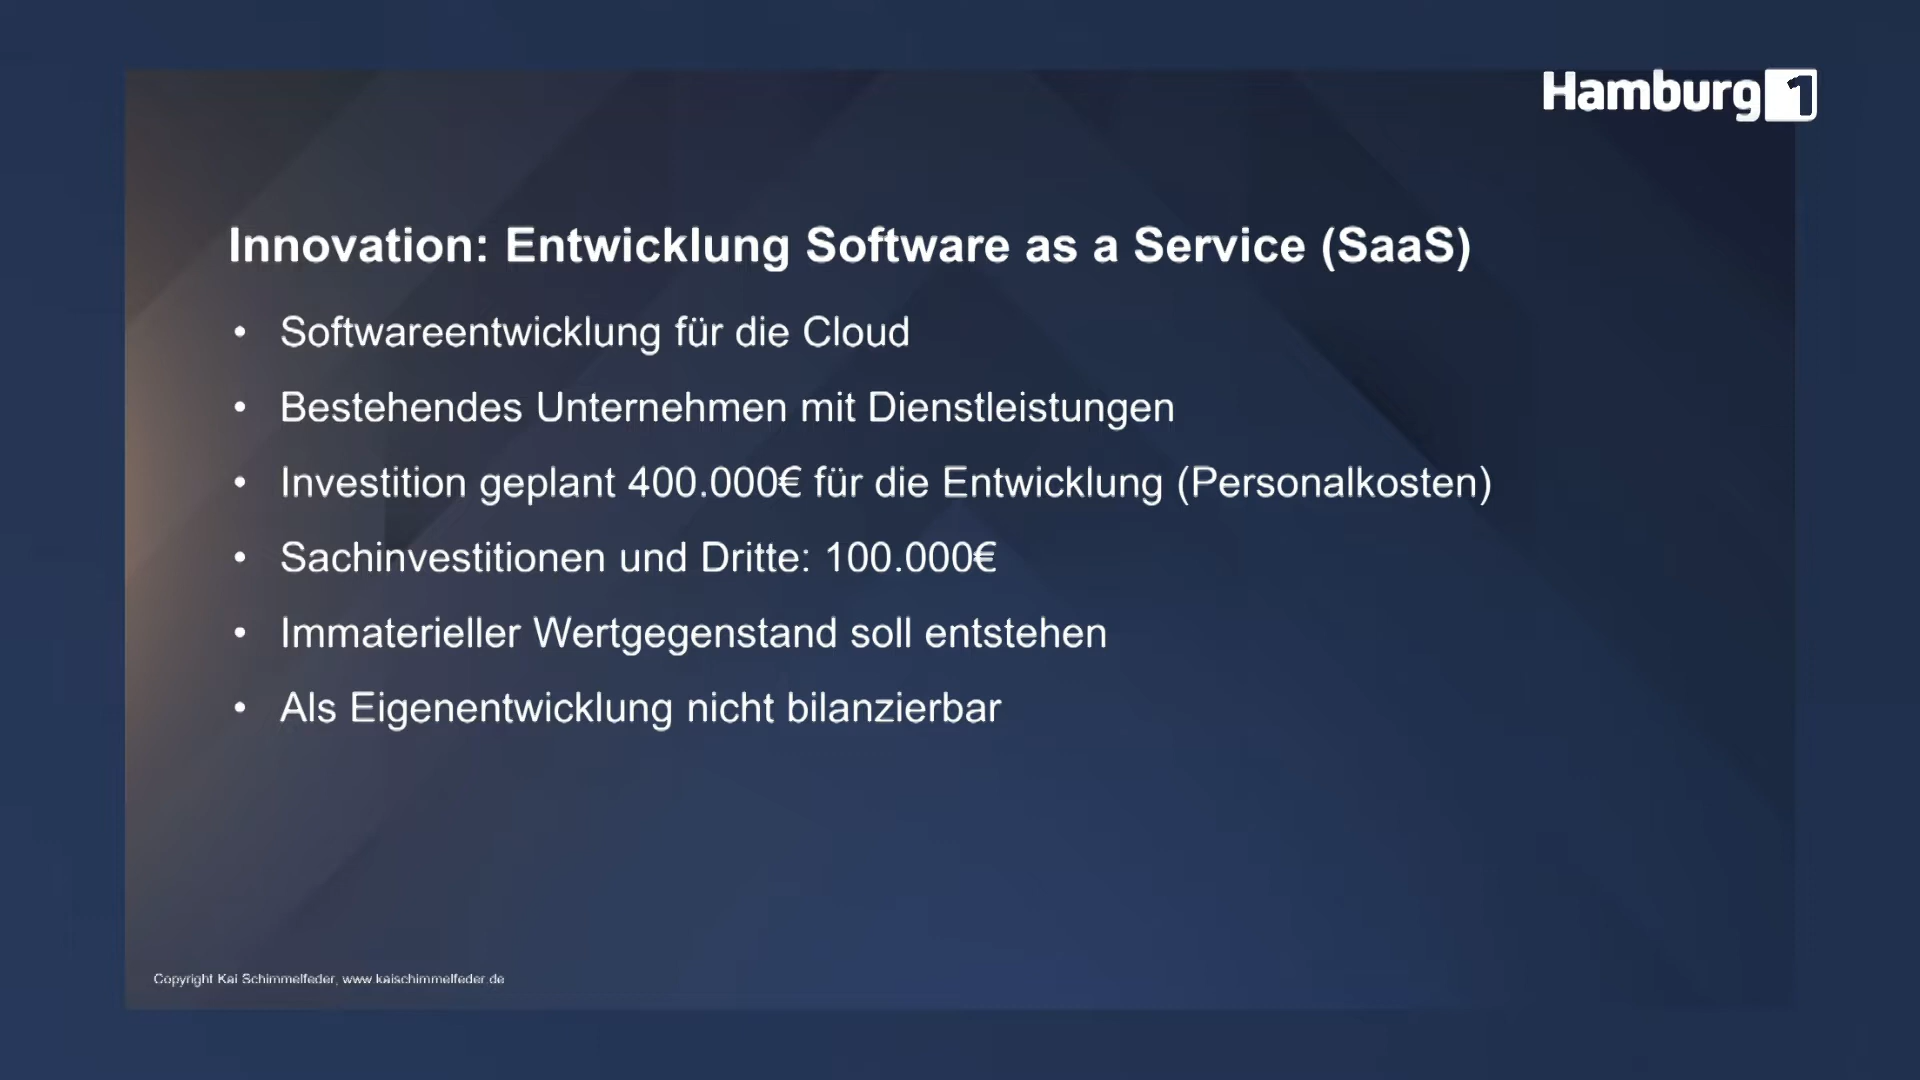 Hamburg 1
Innovation: Entwicklung Software as a Service (SaaS)
• Softwareentwicklung für die Cloud
• Bestehendes Unternehmen mit Dienstleistungen
• Investition geplant 400.000€ für die Entwicklung (Personalkosten)
• Sachinvestitionen und Dritte: 100.000€
• Immaterieller Wertgegenstand soll entstehen
• Als Eigenentwicklung nicht bilanzierbar
Copyright Kai Schimmelfeder, www.kaischimmelfeder.de